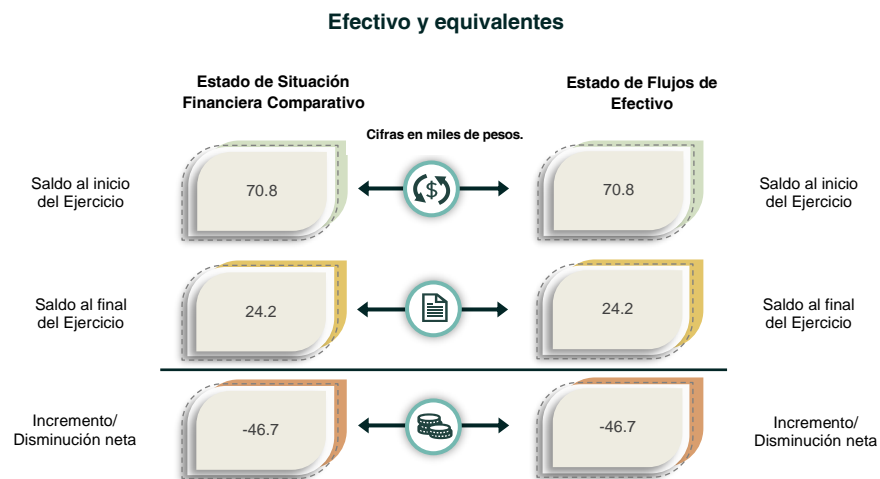 Efectivo y equivalentes
Estado de Situación
Financiera Comparativo
Estado de Flujos de
Efectivo
Cifras en miles de pesos.
Saldo al inicio
del Ejercicio
70.8
$
70.8
Saldo al inicio
del Ejercicio
Saldo al final
del Ejercicio
24.2
24.2
Saldo al final
del Ejercicio
Incremento/
Disminución neta
-46.7
-46.7
Incremento/
Disminución neta